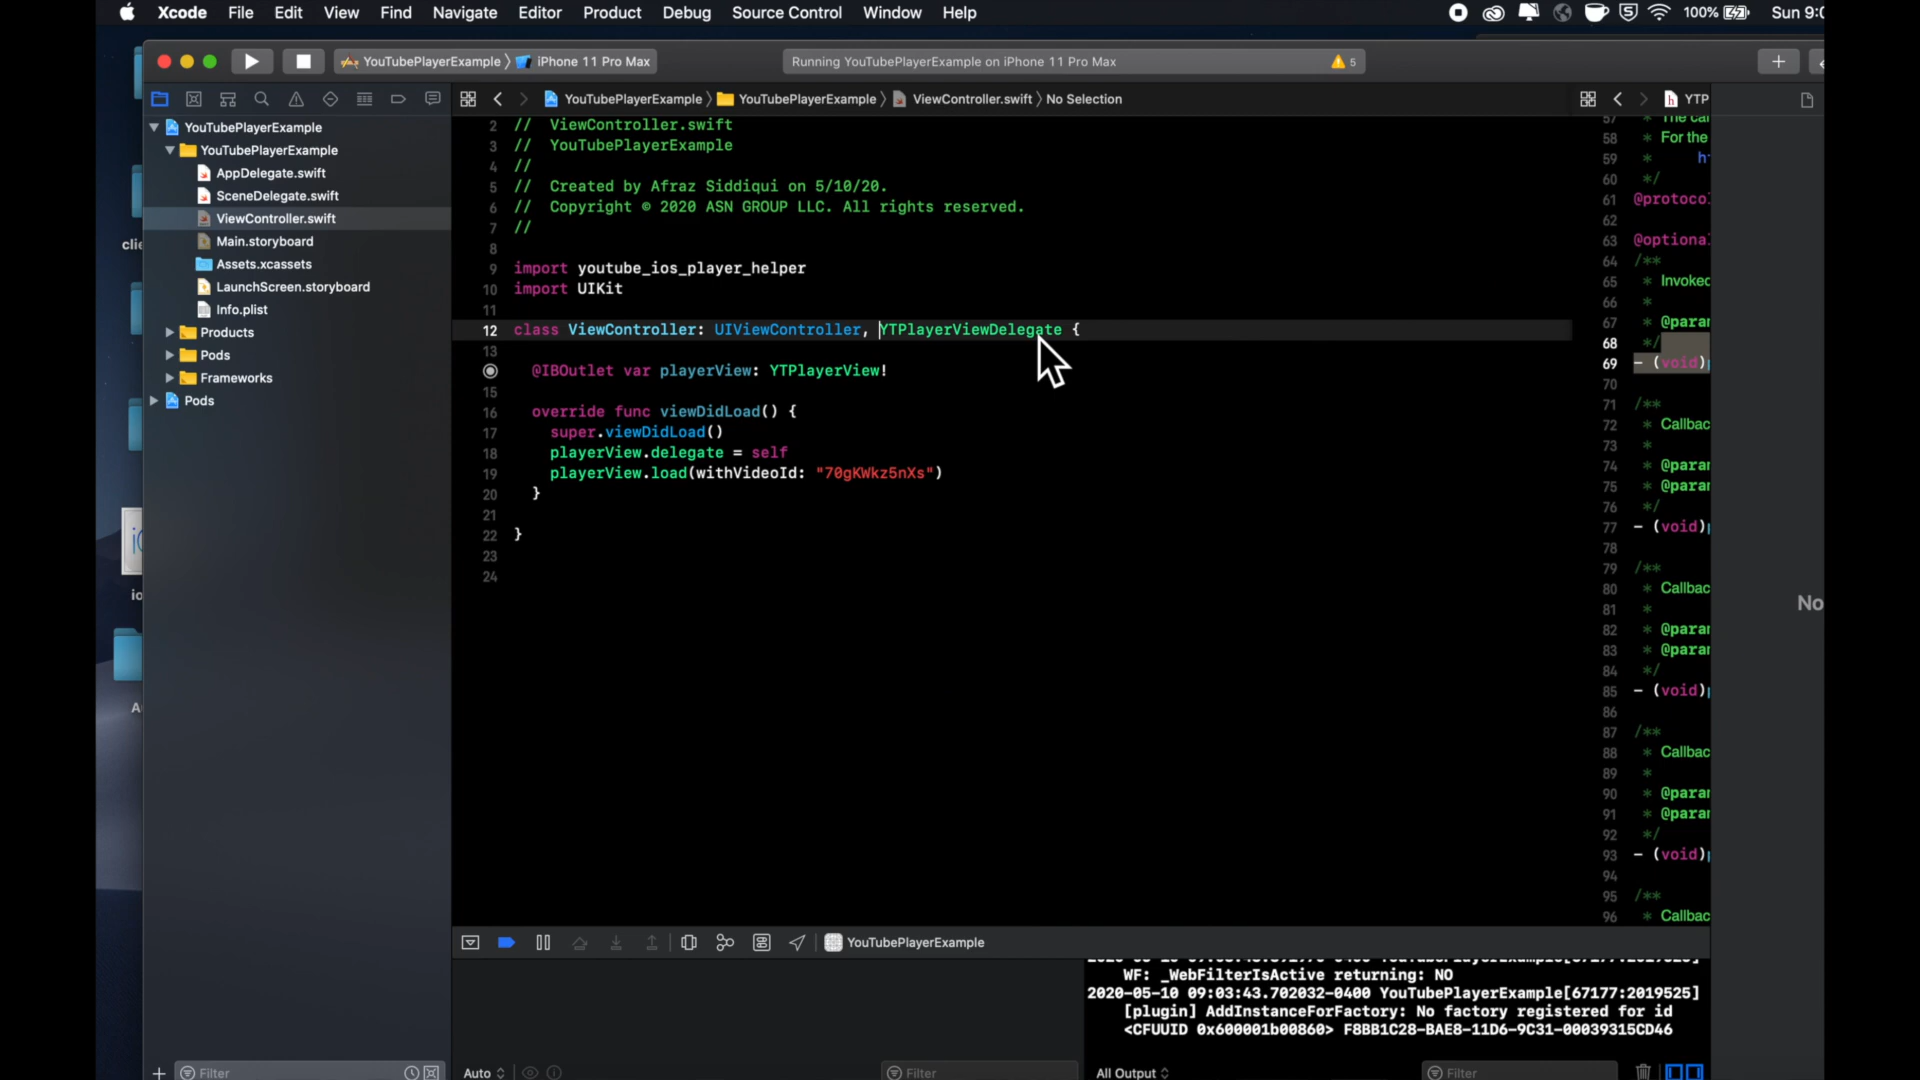 Xcode File Edit View Find Navigate Editor Product Debug Source Control Window Help 100% Sun 9:0
YouTubePlayerExample 〉 iPhone 11 Pro Max
Running YouTubePlayerExample on iPhone 11 Pro Max
5
YouTubePlayerExample 〉 YouTubePlayerExample 〉 ViewController.swift 〉 No Selection
YTP
YouTubePlayerExample
YouTubePlayerExample
AppDelegate.swift
SceneDelegate.swift
ViewController.swift
Main.storyboard
Assets.xcassets
LaunchScreen.storyboard
Info.plist
Products
Pods
Frameworks
Pods
clie
io
A
2 // ViewController.swift
3 // YouTubePlayerExample
4 //
5 // Created by Afraz Siddiqui on 5/10/20.
6 // Copyright © 2020 ASN GROUP LLC. All rights reserved.
7 //
8
9 import youtube_ios_player_helper
10 import UIKit
11
12 class ViewController: UIViewController, YTPlayerViewDelegate {
13
@IBOutlet var playerView: YTPlayerView!
15
16 override func viewDidLoad() {
17 super.viewDidLoad()
18 playerView.delegate = self
19 playerView.load(withVideoId: "70gKWkz5nXs")
20 }
21
22 }
23
24
57 * The cal
58 * For the
59 * h
60 */
61 @protoco
62
63 @optiona
64 /**
65 * Invoked
66 *
67 * @para
68 */
69 - (void)
70
71 /**
72 * Callbac
73 *
74 * @para
75 * @para
76 */
77 - (void)
78
79 /**
80 * Callbac
81 *
82 * @para
83 * @para
84 */
85 - (void)
86
87 /**
88 * Callbac
89 *
90 * @para
91 * @para
92 */
93 - (void)
94
95 /**
96 * Callbac
No
YouTubePlayerExample
WF: _WebFilterIsActive returning: NO
2020-05-10 09:03:43.702032-0400 YouTubePlayerExample[67177:2019525]
[plugin] AddInstanceForFactory: No factory registered for id
<CFUUID 0x600001b00860> F8BB1C28-BAE8-11D6-9C31-00039315CD46
Filter
Auto
Filter
All Output
Filter